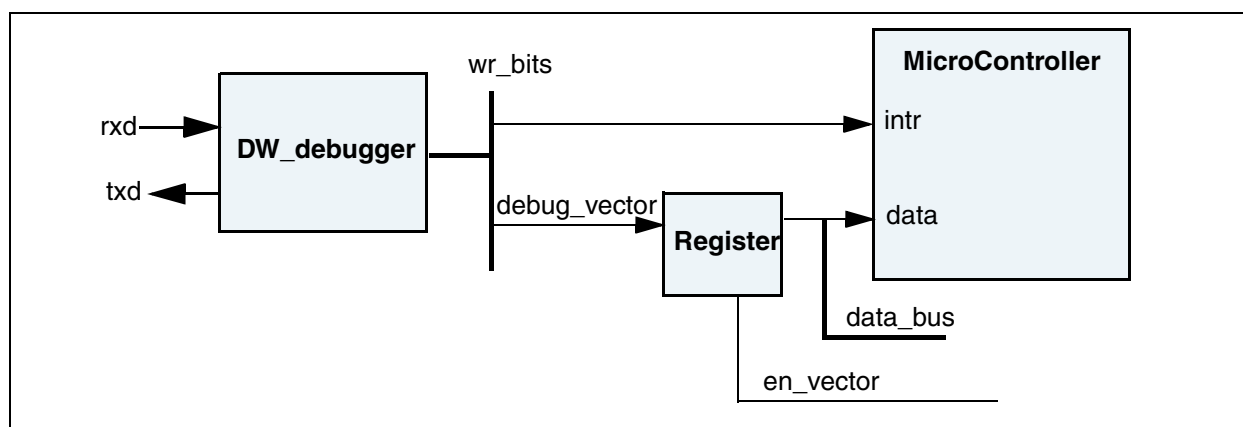 MicroController
wr_bits
rxd
intr
DW_debugger
txd
debug_vector
data
Register
data_bus
en_vector